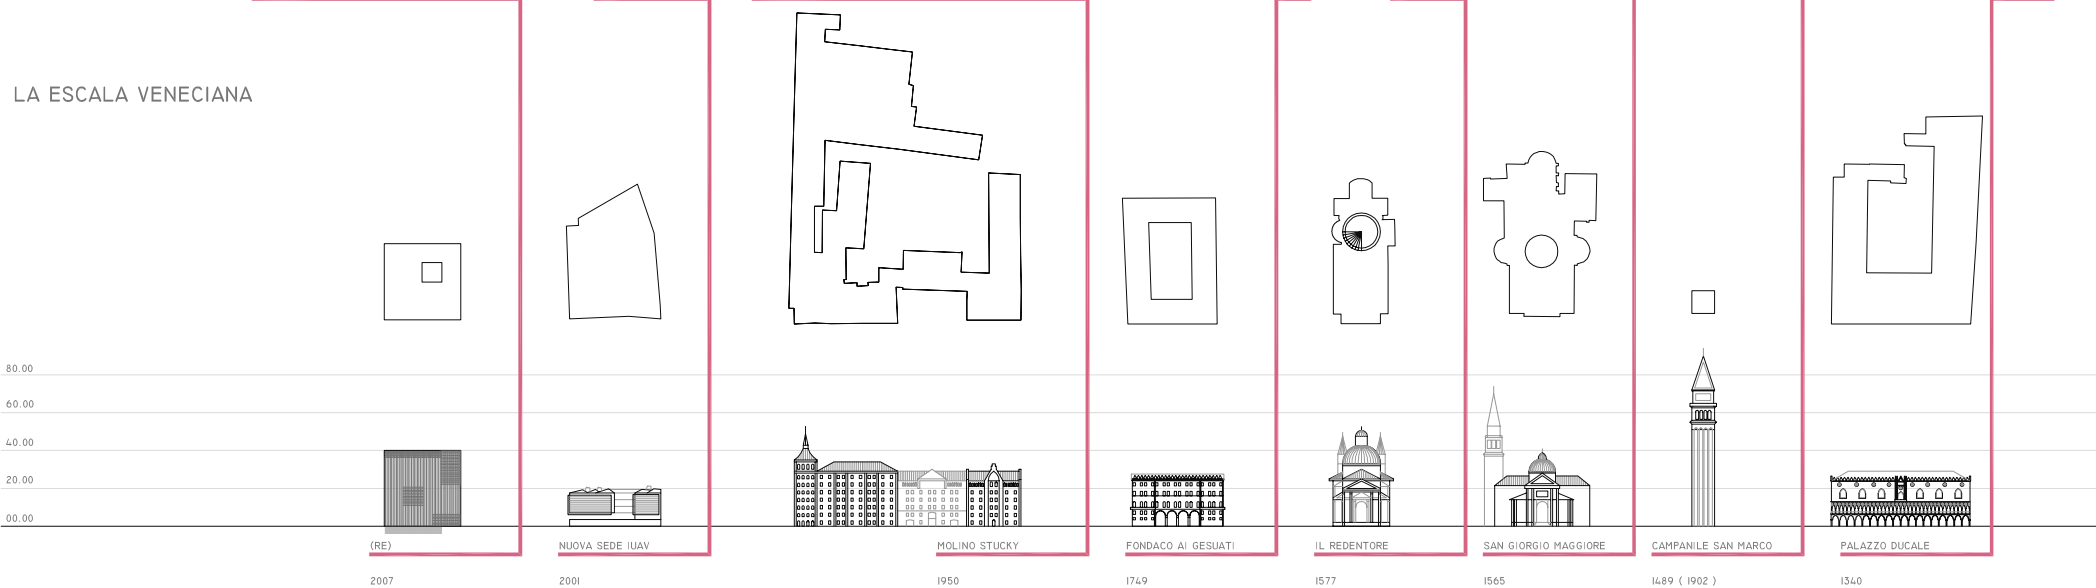 LA ESCALA VENECIANA
80.00
60.00
40.00
20.00
00.00
(RE) NUOVA SEDE IUAV MOLINO STUCKY FONDACO AI GESUATI IL REDENTORE SAN GIORGIO MAGGIORE CAMPANILE SAN MARCO PALAZZO DUCALE
2007 2001 1950 1749 1577 1565 1489 ( 1902 ) 1340